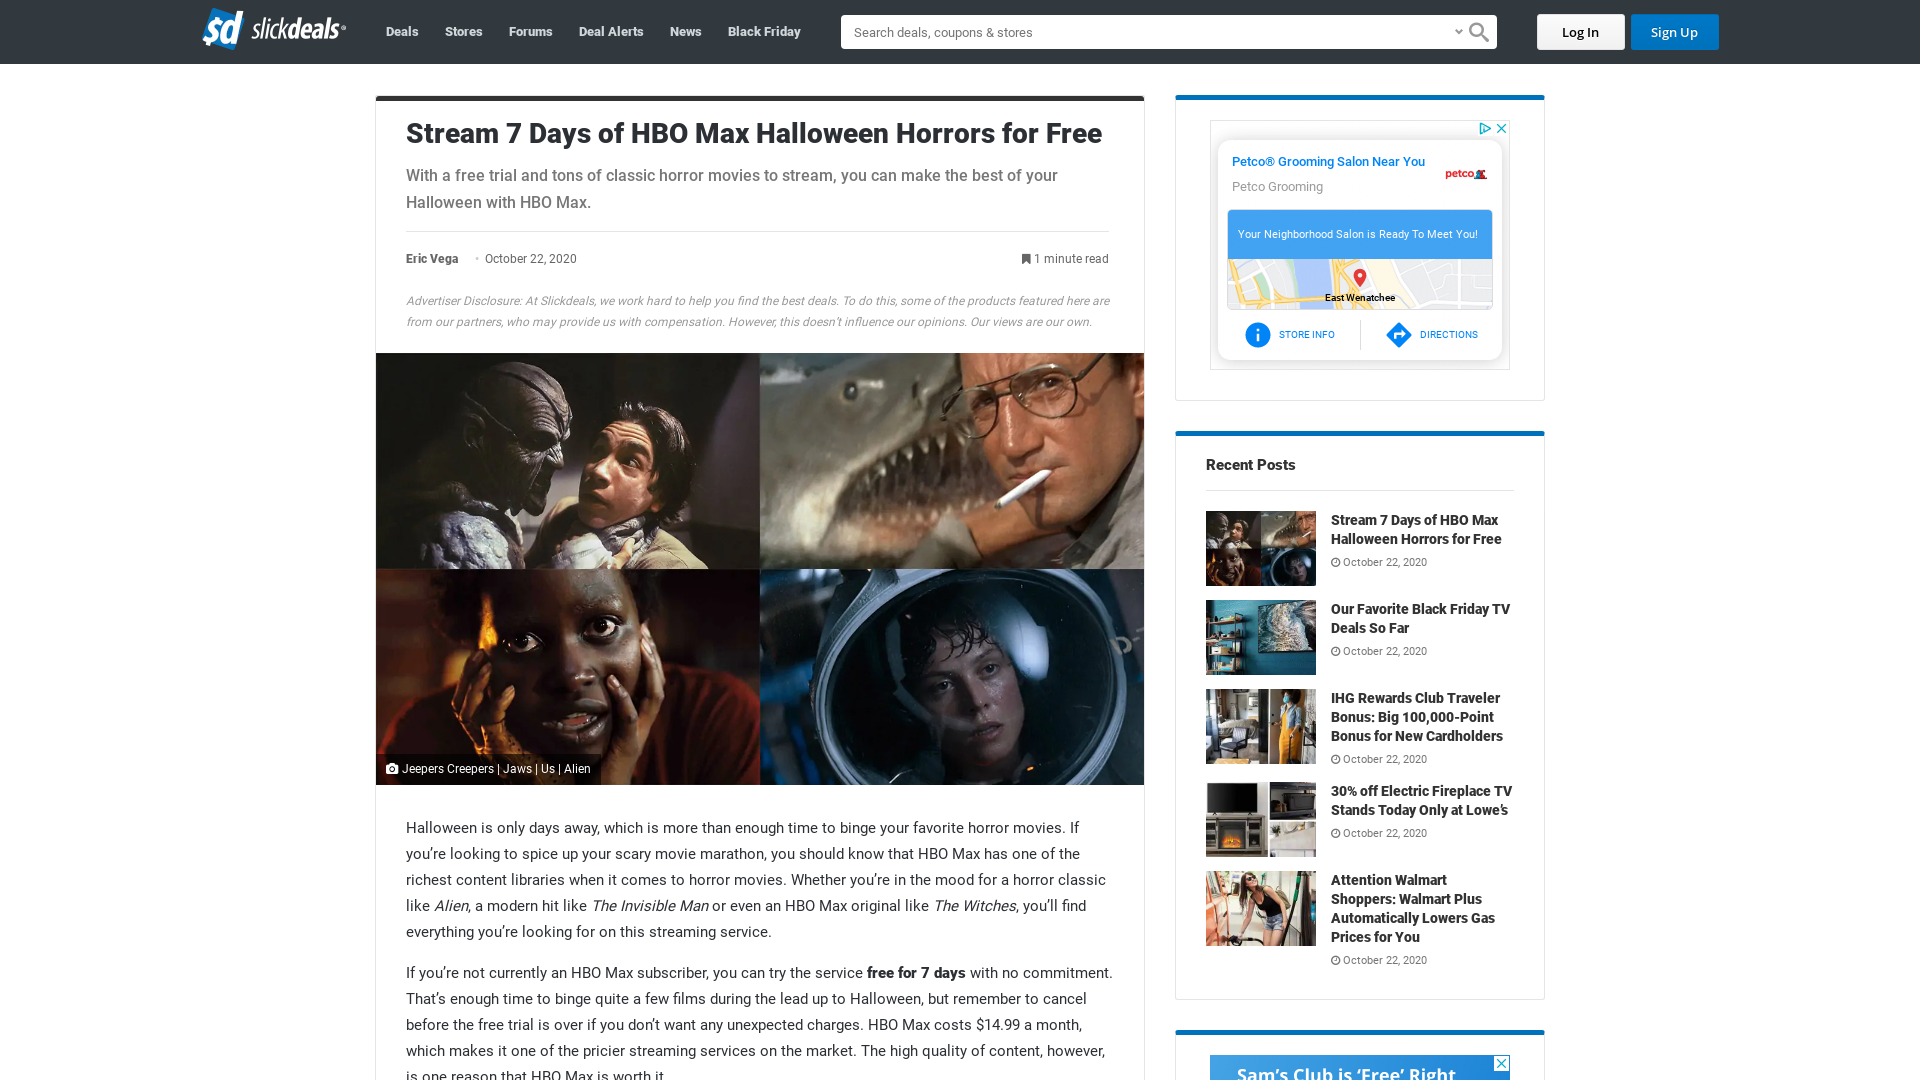 sd slickdeals
Deals Stores Forums Deal Alerts News Black Friday
Search deals, coupons & stores
Log In
Sign Up
Stream 7 Days of HBO Max Halloween Horrors for Free
With a free trial and tons of classic horror movies to stream, you can make the best of your
Halloween with HBO Max.
Eric Vega • October 22, 2020
1 minute read
Advertiser Disclosure: At Slickdeals, we work hard to help you find the best deals. To do this, some of the products featured here are
from our partners, who may provide us with compensation. However, this doesn’t influence our opinions. Our views are our own.
Jeepers Creepers | Jaws | Us | Alien
Halloween is only days away, which is more than enough time to binge your favorite horror movies. If
you’re looking to spice up your scary movie marathon, you should know that HBO Max has one of the
richest content libraries when it comes to horror movies. Whether you’re in the mood for a horror classic
like Alien, a modern hit like The Invisible Man or even an HBO Max original like The Witches, you’ll find
everything you’re looking for on this streaming service.
If you’re not currently an HBO Max subscriber, you can try the service free for 7 days with no commitment.
That’s enough time to binge quite a few films during the lead up to Halloween, but remember to cancel
before the free trial is over if you don’t want any unexpected charges. HBO Max costs $14.99 a month,
which makes it one of the pricier streaming services on the market. The high quality of content, however,
is one reason that HBO Max is worth it.
Petco® Grooming Salon Near You
Petco Grooming
petco
Your Neighborhood Salon is Ready To Meet You!
East Wenatchee
STORE INFO
DIRECTIONS
Recent Posts
Stream 7 Days of HBO Max
Halloween Horrors for Free
October 22, 2020
Our Favorite Black Friday TV
Deals So Far
October 22, 2020
IHG Rewards Club Traveler
Bonus: Big 100,000-Point
Bonus for New Cardholders
October 22, 2020
30% off Electric Fireplace TV
Stands Today Only at Lowe’s
October 22, 2020
Attention Walmart
Shoppers: Walmart Plus
Automatically Lowers Gas
Prices for You
October 22, 2020
Sam’s Club is ‘Free’ Right